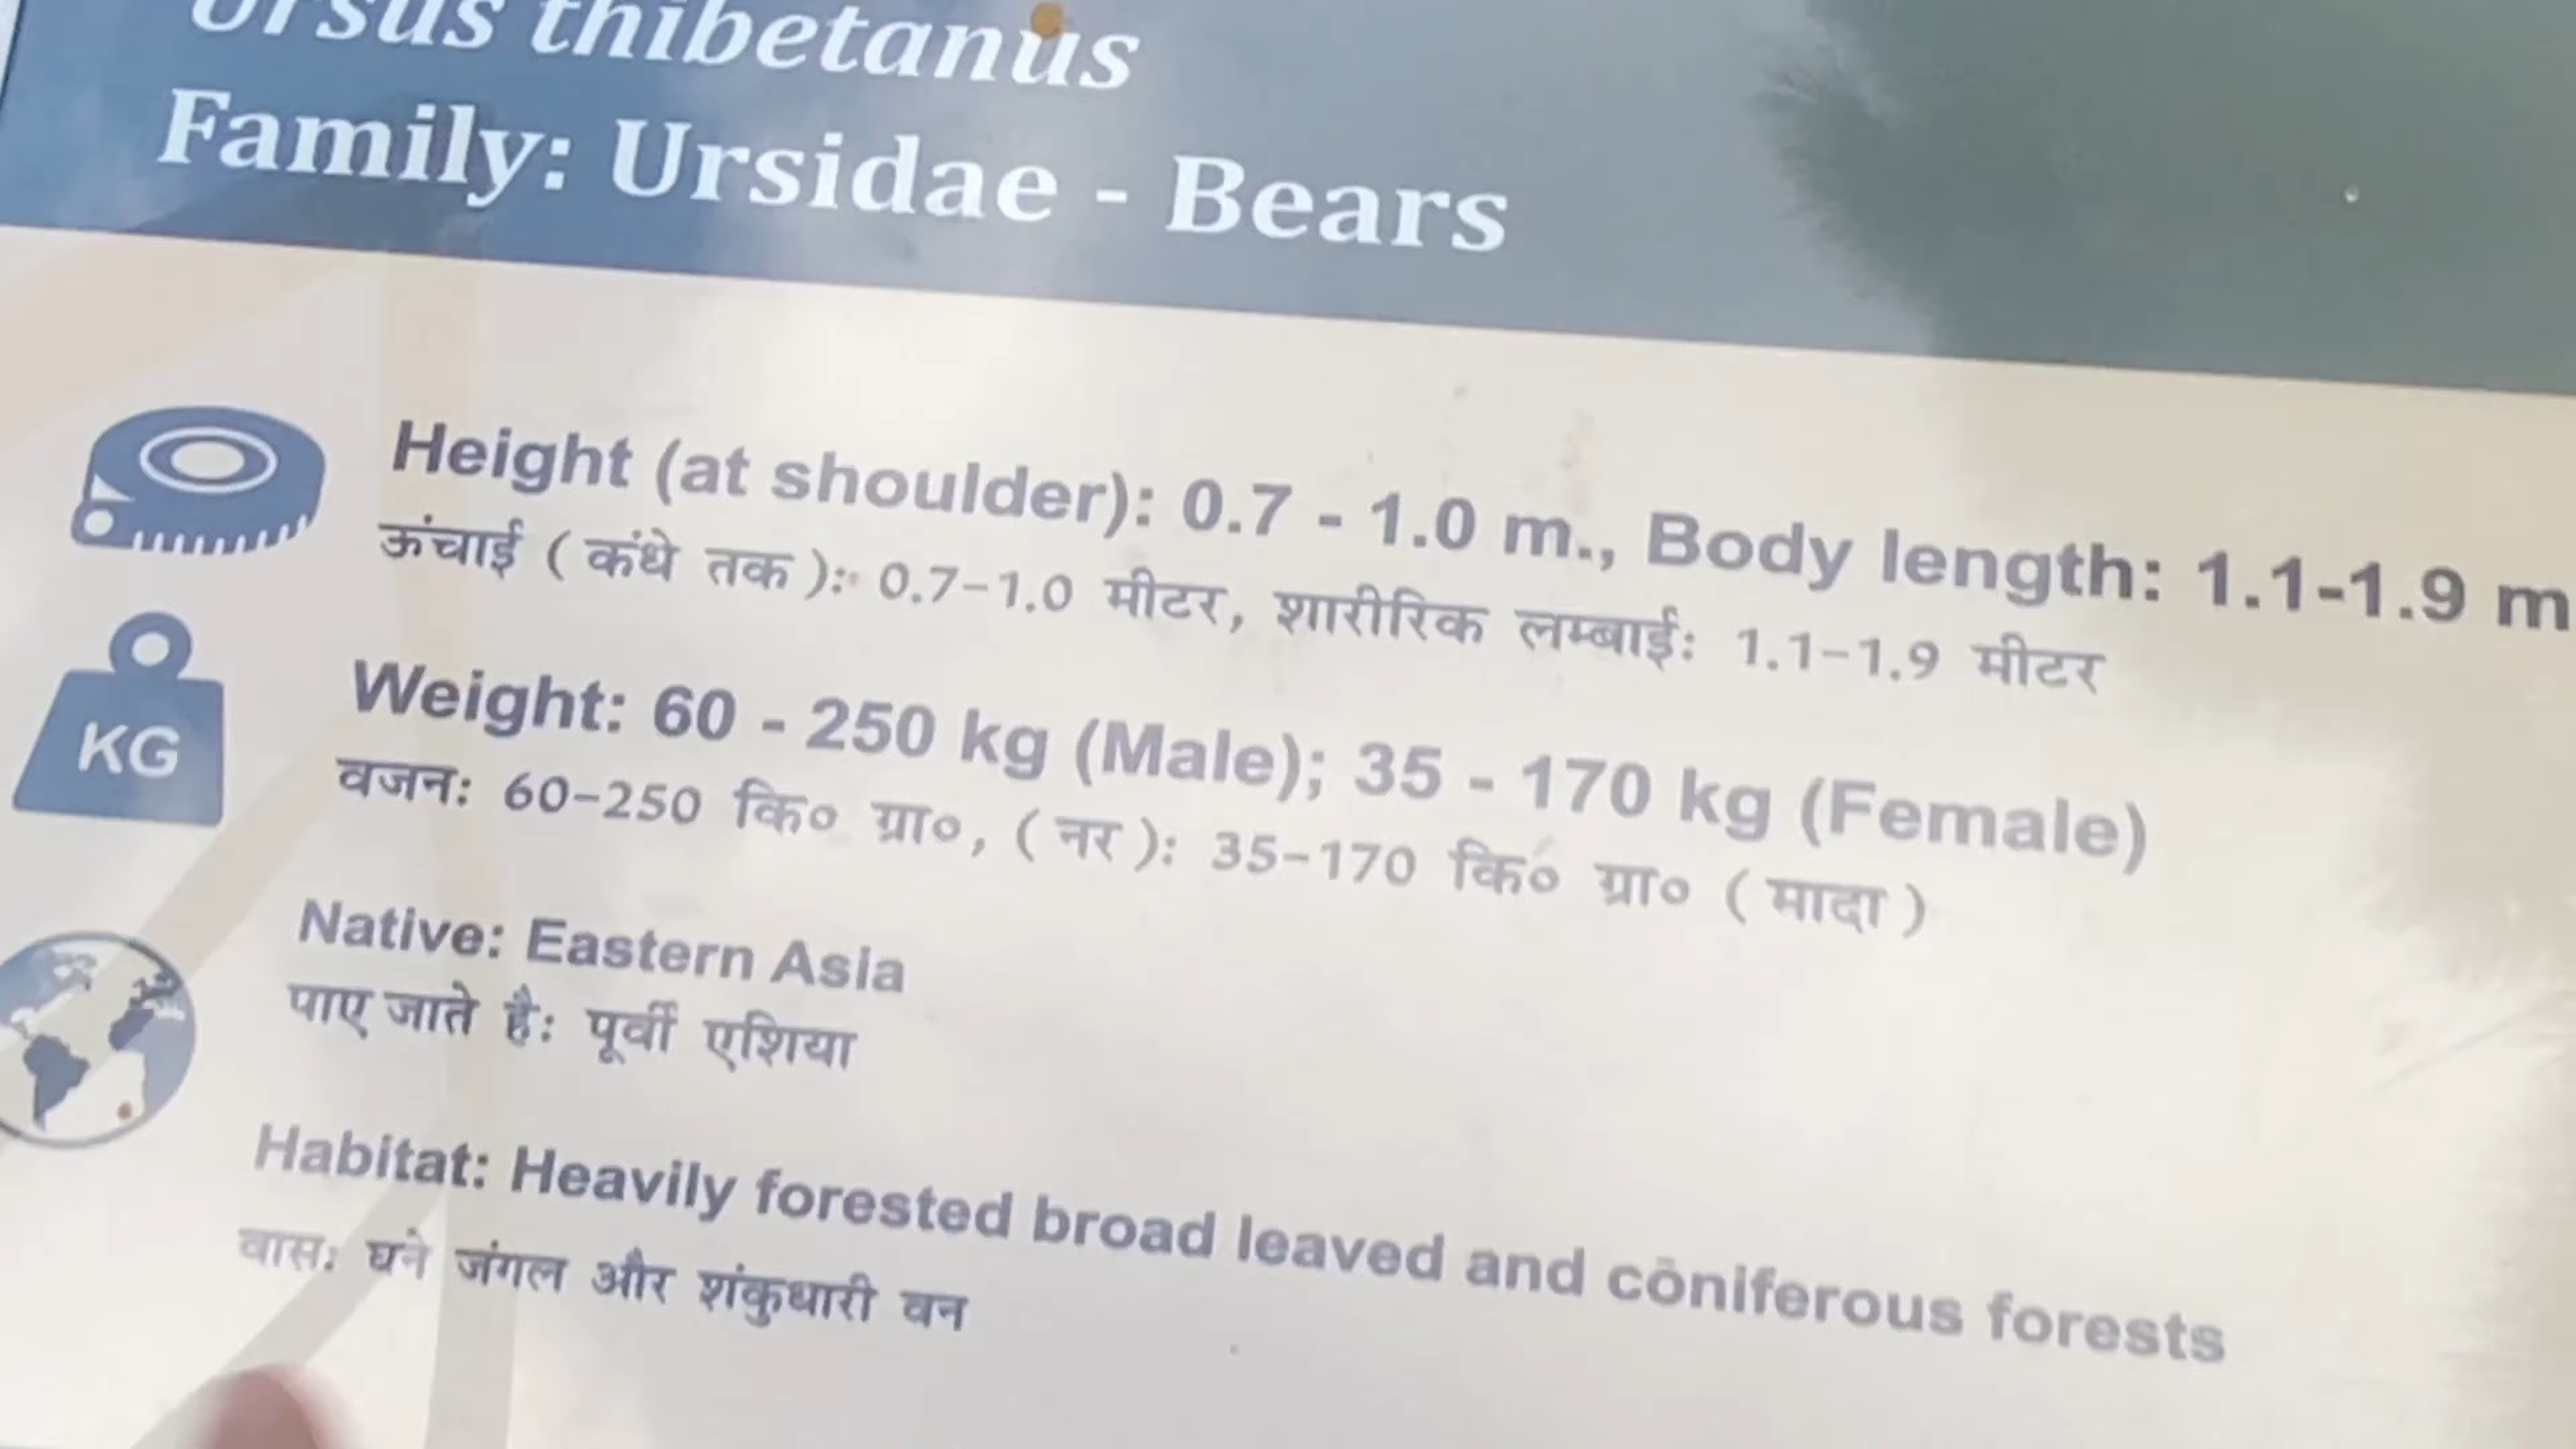 Ursus thibetanus
Family: Ursidae - Bears
Height (at shoulder): 0.7 - 1.0 m., Body length: 1.1-1.9 m
ऊंचाई ( कंधे तक ): 0.7-1.0 मीटर, शारीरिक लम्बाई: 1.1-1.9 मीटर
KG
Weight: 60 - 250 kg (Male); 35 - 170 kg (Female)
वजन: 60-250 कि० ग्रा०, ( नर ): 35-170 कि० ग्रा० ( मादा )
Native: Eastern Asia
पाए जाते है: पूर्वी एशिया
Habitat: Heavily forested broad leaved and coniferous forests
वास: घने जंगल और शंकुधारी वन